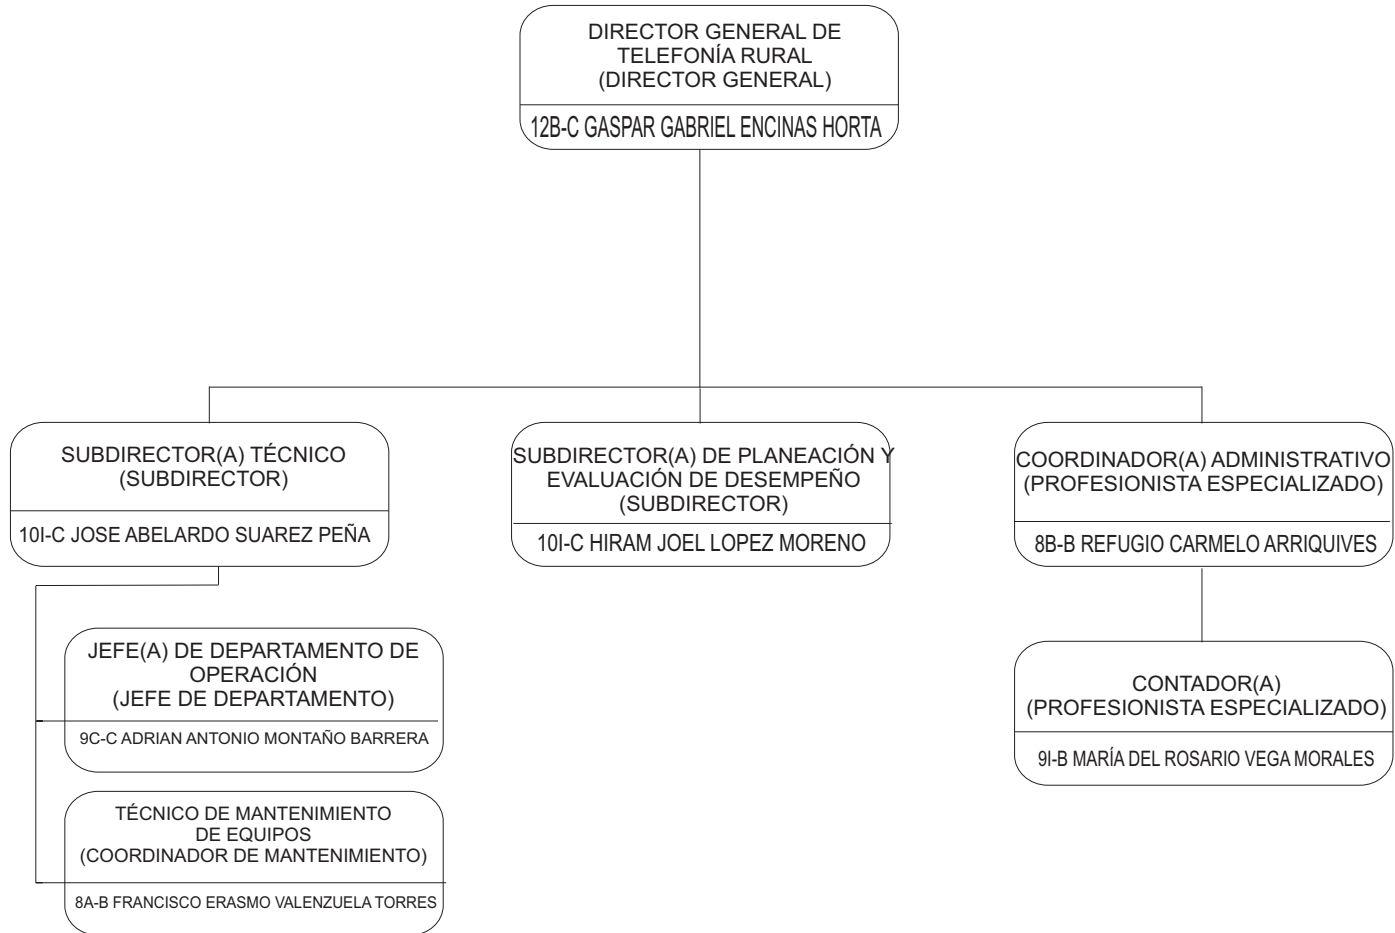 DIRECTOR GENERAL DE
TELEFONÍA RURAL
(DIRECTOR GENERAL)
12B-C GASPAR GABRIEL ENCINAS HORTA
SUBDIRECTOR(A) TÉCNICO
(SUBDIRECTOR)
10I-C JOSE ABELARDO SUAREZ PEÑA
SUBDIRECTOR(A) DE PLANEACIÓN Y
EVALUACIÓN DE DESEMPEÑO
(SUBDIRECTOR)
10I-C HIRAM JOEL LOPEZ MORENO
COORDINADOR(A) ADMINISTRATIVO
(PROFESIONISTA ESPECIALIZADO)
8B-B REFUGIO CARMELO ARRIQUIVES
JEFE(A) DE DEPARTAMENTO DE
OPERACIÓN
(JEFE DE DEPARTAMENTO)
9C-C ADRIAN ANTONIO MONTAÑO BARRERA
TÉCNICO DE MANTENIMIENTO
DE EQUIPOS
(COORDINADOR DE MANTENIMIENTO)
8A-B FRANCISCO ERASMO VALENZUELA TORRES
CONTADOR(A)
(PROFESIONISTA ESPECIALIZADO)
9I-B MARÍA DEL ROSARIO VEGA MORALES